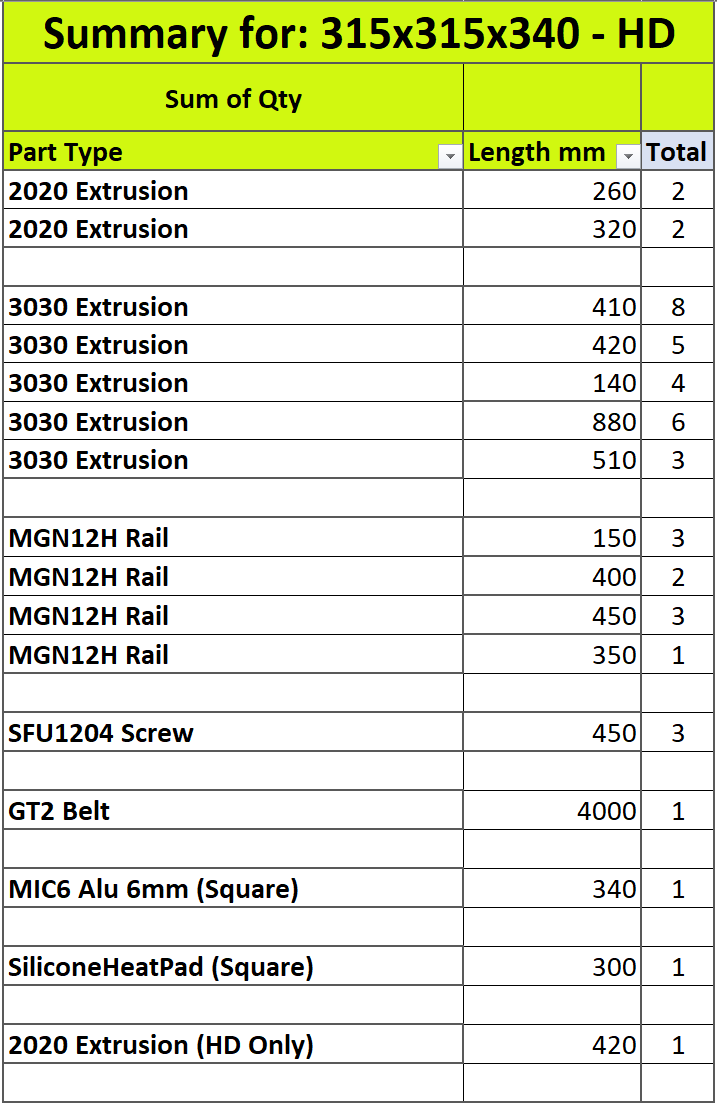 Summary for: 315x315x340 - HD
Sum of Qty
Part Type Length mm Total
2020 Extrusion 260 2
2020 Extrusion 320 2
3030 Extrusion 410 8
3030 Extrusion 420 5
3030 Extrusion 140 4
3030 Extrusion 880 6
3030 Extrusion 510 3
MGN12H Rail 150 3
MGN12H Rail 400 2
MGN12H Rail 450 3
MGN12H Rail 350 1
SFU1204 Screw 450 3
GT2 Belt 4000 1
MIC6 Alu 6mm (Square) 340 1
SiliconeHeatPad (Square) 300 1
2020 Extrusion (HD Only) 420 1